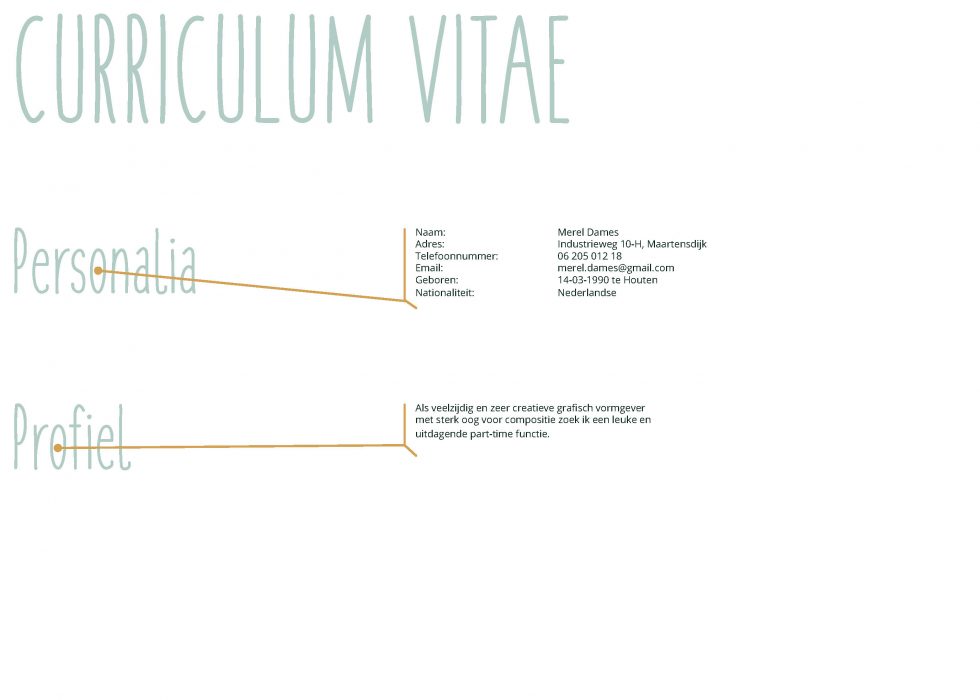 CURRICULUM VITAE
Personalia
Naam: Merel Dames
Adres: Industrieweg 10-H, Maartensdijk
Telefoonnummer: 06 205 012 18
Email: merel.dames@gmail.com
Geboren: 14-03-1990 te Houten
Nationaliteit: Nederlandse
Profiel
Als veelzijdig en zeer creatieve grafisch vormgever
met sterk oog voor compositie zoek ik een leuke en
uitdagende part-time functie.